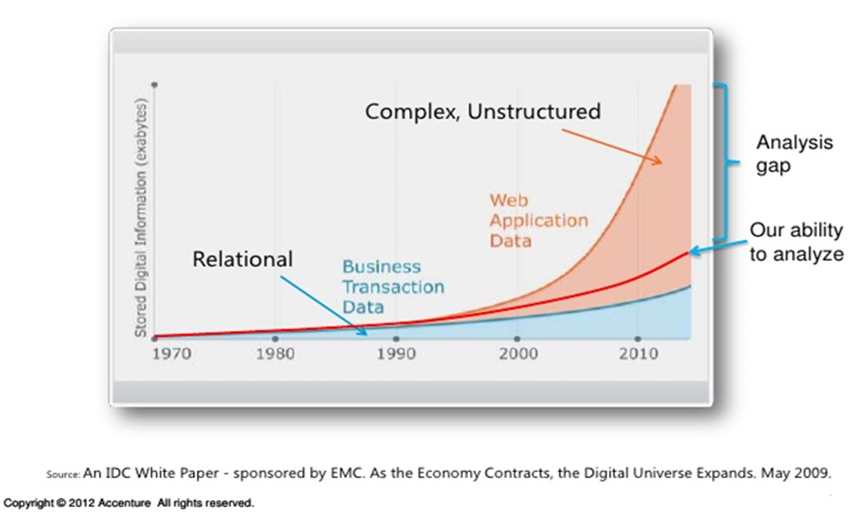 Complex, Unstructured
Analysis
gap
Web
Application
Data
Our ability
to analyze
Relational
Business
Transaction
Data
Stored Digital Information (exabytes)
1970 1980 1990 2000 2010
Source: An IDC White Paper - sponsored by EMC. As the Economy Contracts, the Digital Universe Expands. May 2009.
Copyright © 2012 Accenture All rights reserved.